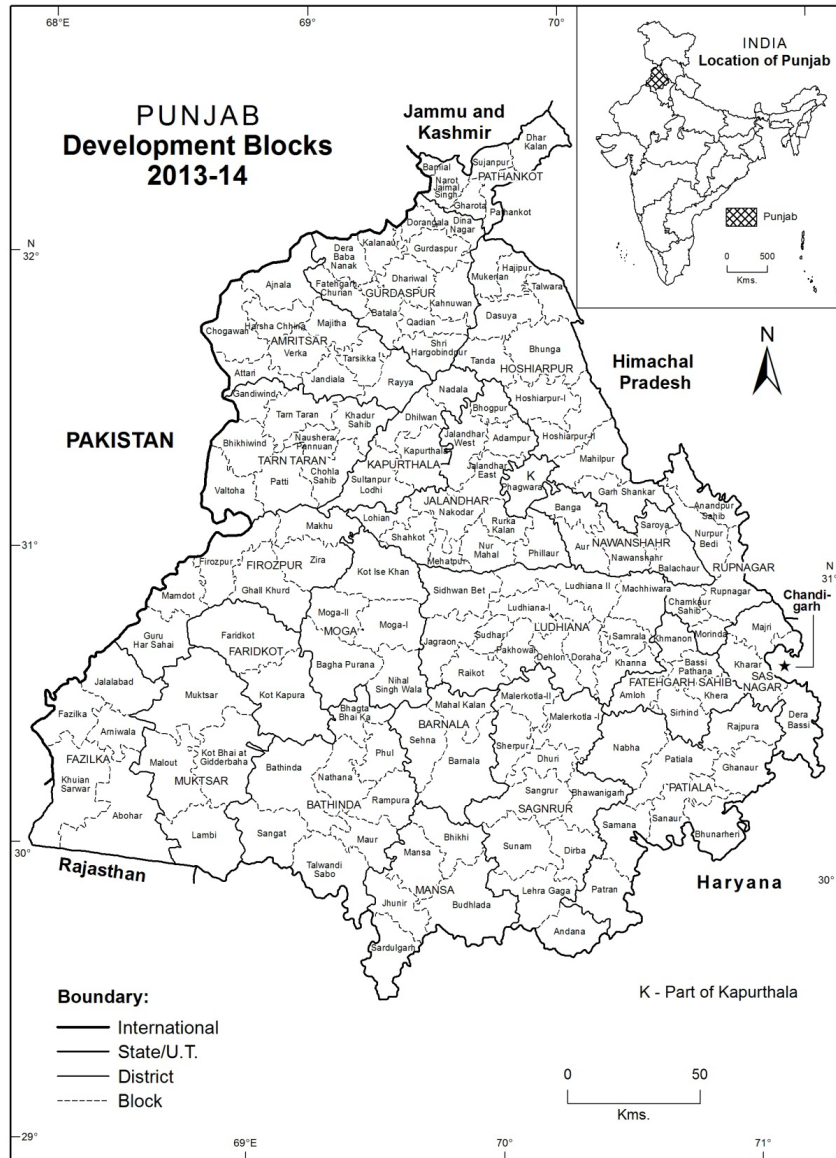 68°E
69°
70°
INDIA
Location of Punjab
Punjab
0 500
Kms.
PUNJAB
Development Blocks
2013-14
Jammu and
Kashmir
N
32°
31°
30°
29°
N
Himachal
Pradesh
PAKISTAN
Dhar
Kalan
Sujanpur
Bamial
PATHANKOT
Narot
Jaimal
Singh
Gharota
Pathankot
Dorangala
Dina
Nagar
Kalanaur
Gurdaspur
Dera
Baba
Nanak
Dhariwal
Fatehgarh
Churian
GURDASPUR
Kahnuwan
Batala
Qadian
Shri
Hargobindpur
Mukerian
Hajipur
Talwara
Dasuya
Bhunga
Tanda
HOSHIARPUR
Hoshiarpur-I
Hoshiarpur-II
Mahilpur
Garh Shankar
Ajnala
Chogawan
Harsha Chhina
Majitha
AMRITSAR
Verka
Tarsikka
Attari
Jandiala
Rayya
Gandiwind
Tarn Taran
Khadur
Sahib
Bhikhiwind
Naushera
Pannuan
TARN TARAN
Chohla
Sahib
Patti
Valtoha
Nadala
Dhilwan
Kapurthala
KAPURTHALA
Sultanpur
Lodhi
Bhogpur
Jalandhar
West
Adampur
Jalandhar
East
K
Phagwara
JALANDHAR
Nakodar
Lohian
Shahkot
Rurka
Kalan
Nur
Mahal
Mehatpur
Phillaur
Banga
Saroya
Aur
NAWANSHAHR
Nawanskahr
Balachaur
Anandpur
Sahib
Nurpur
Bedi
RUPNAGAR
Rupnagar
Chamkaur
Sahib
Morinda
N
31°
Chandi-
garh
Majri
Kharar
SAS
NAGAR
Dera
Bassi
Makhu
Firozpur
FIROZPUR
Zira
Ghall Khurd
Mamdot
Guru
Har Sahai
Kot Ise Khan
Moga-II
MOGA
Moga-I
Bagha Purana
Nihal
Singh Wala
Faridkot
FARIDKOT
Kot Kapura
Sidhwan Bet
Ludhiana II
Machhiwara
Ludhiana-I
LUDHIANA
Jagraon
Sudhar
Pakhowal
Dehlon
Doraha
Samrala
Khanna
Raikot
Khmanon
Bassi
Pathana
FATEHGARH SAHIB
Amloh
Khera
Sirhind
Jalalabad
Fazilka
Arniwala
FAZILKA
Khuian
Sarwar
Abohar
Muktsar
Malout
Kot Bhai at
Gidderbaha
MUKTSAR
Lambi
Bhagta
Bhai Ka
Phul
Bathinda
Nathana
BATHINDA
Rampura
Sangat
Maur
Talwandi
Sabo
Mahal Kalan
BARNALA
Sehna
Barnala
Malerkotla-II
Malerkotla -I
Sherpur
Dhuri
Sangrur
Bhawanigarh
SAGNRUR
Sunam
Dirba
Lehra Gaga
Andana
Bhikhi
Mansa
MANSA
Jhunir
Budhlada
Sardulgarh
Nabha
Rajpura
Patiala
Ghanaur
PATIALA
Sanaur
Samana
Bhunarheri
Patran
Rajasthan
Haryana
30°
K - Part of Kapurthala
Boundary:
International
State/U.T.
District
Block
0 50
Kms.
69°E
70°
71°